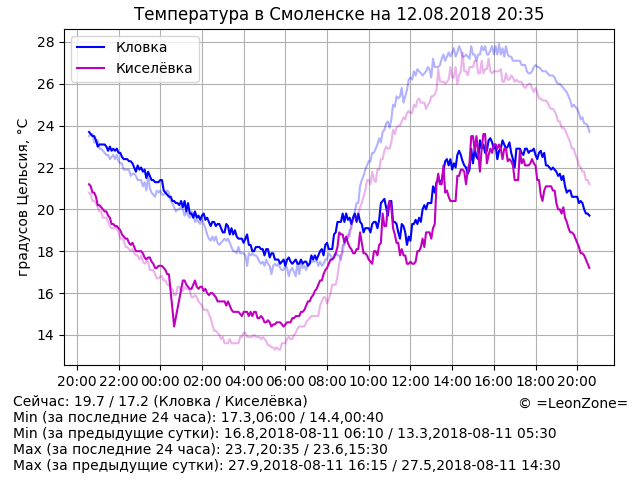 Температура в Смоленске на 12.08.2018 20:35
Кловка
Киселёвка
градусов Цельсия, °C
28
26
24
22
20
18
16
14
20:00 22:00 00:00 02:00 04:00 06:00 08:00 10:00 12:00 14:00 16:00 18:00 20:00
Сейчас: 19.7 / 17.2 (Кловка / Киселёвка)
© =LeonZone=
Min (за последние 24 часа): 17.3,06:00 / 14.4,00:40
Min (за предыдущие сутки): 16.8,2018-08-11 06:10 / 13.3,2018-08-11 05:30
Max (за последние 24 часа): 23.7,20:35 / 23.6,15:30
Max (за предыдущие сутки): 27.9,2018-08-11 16:15 / 27.5,2018-08-11 14:30